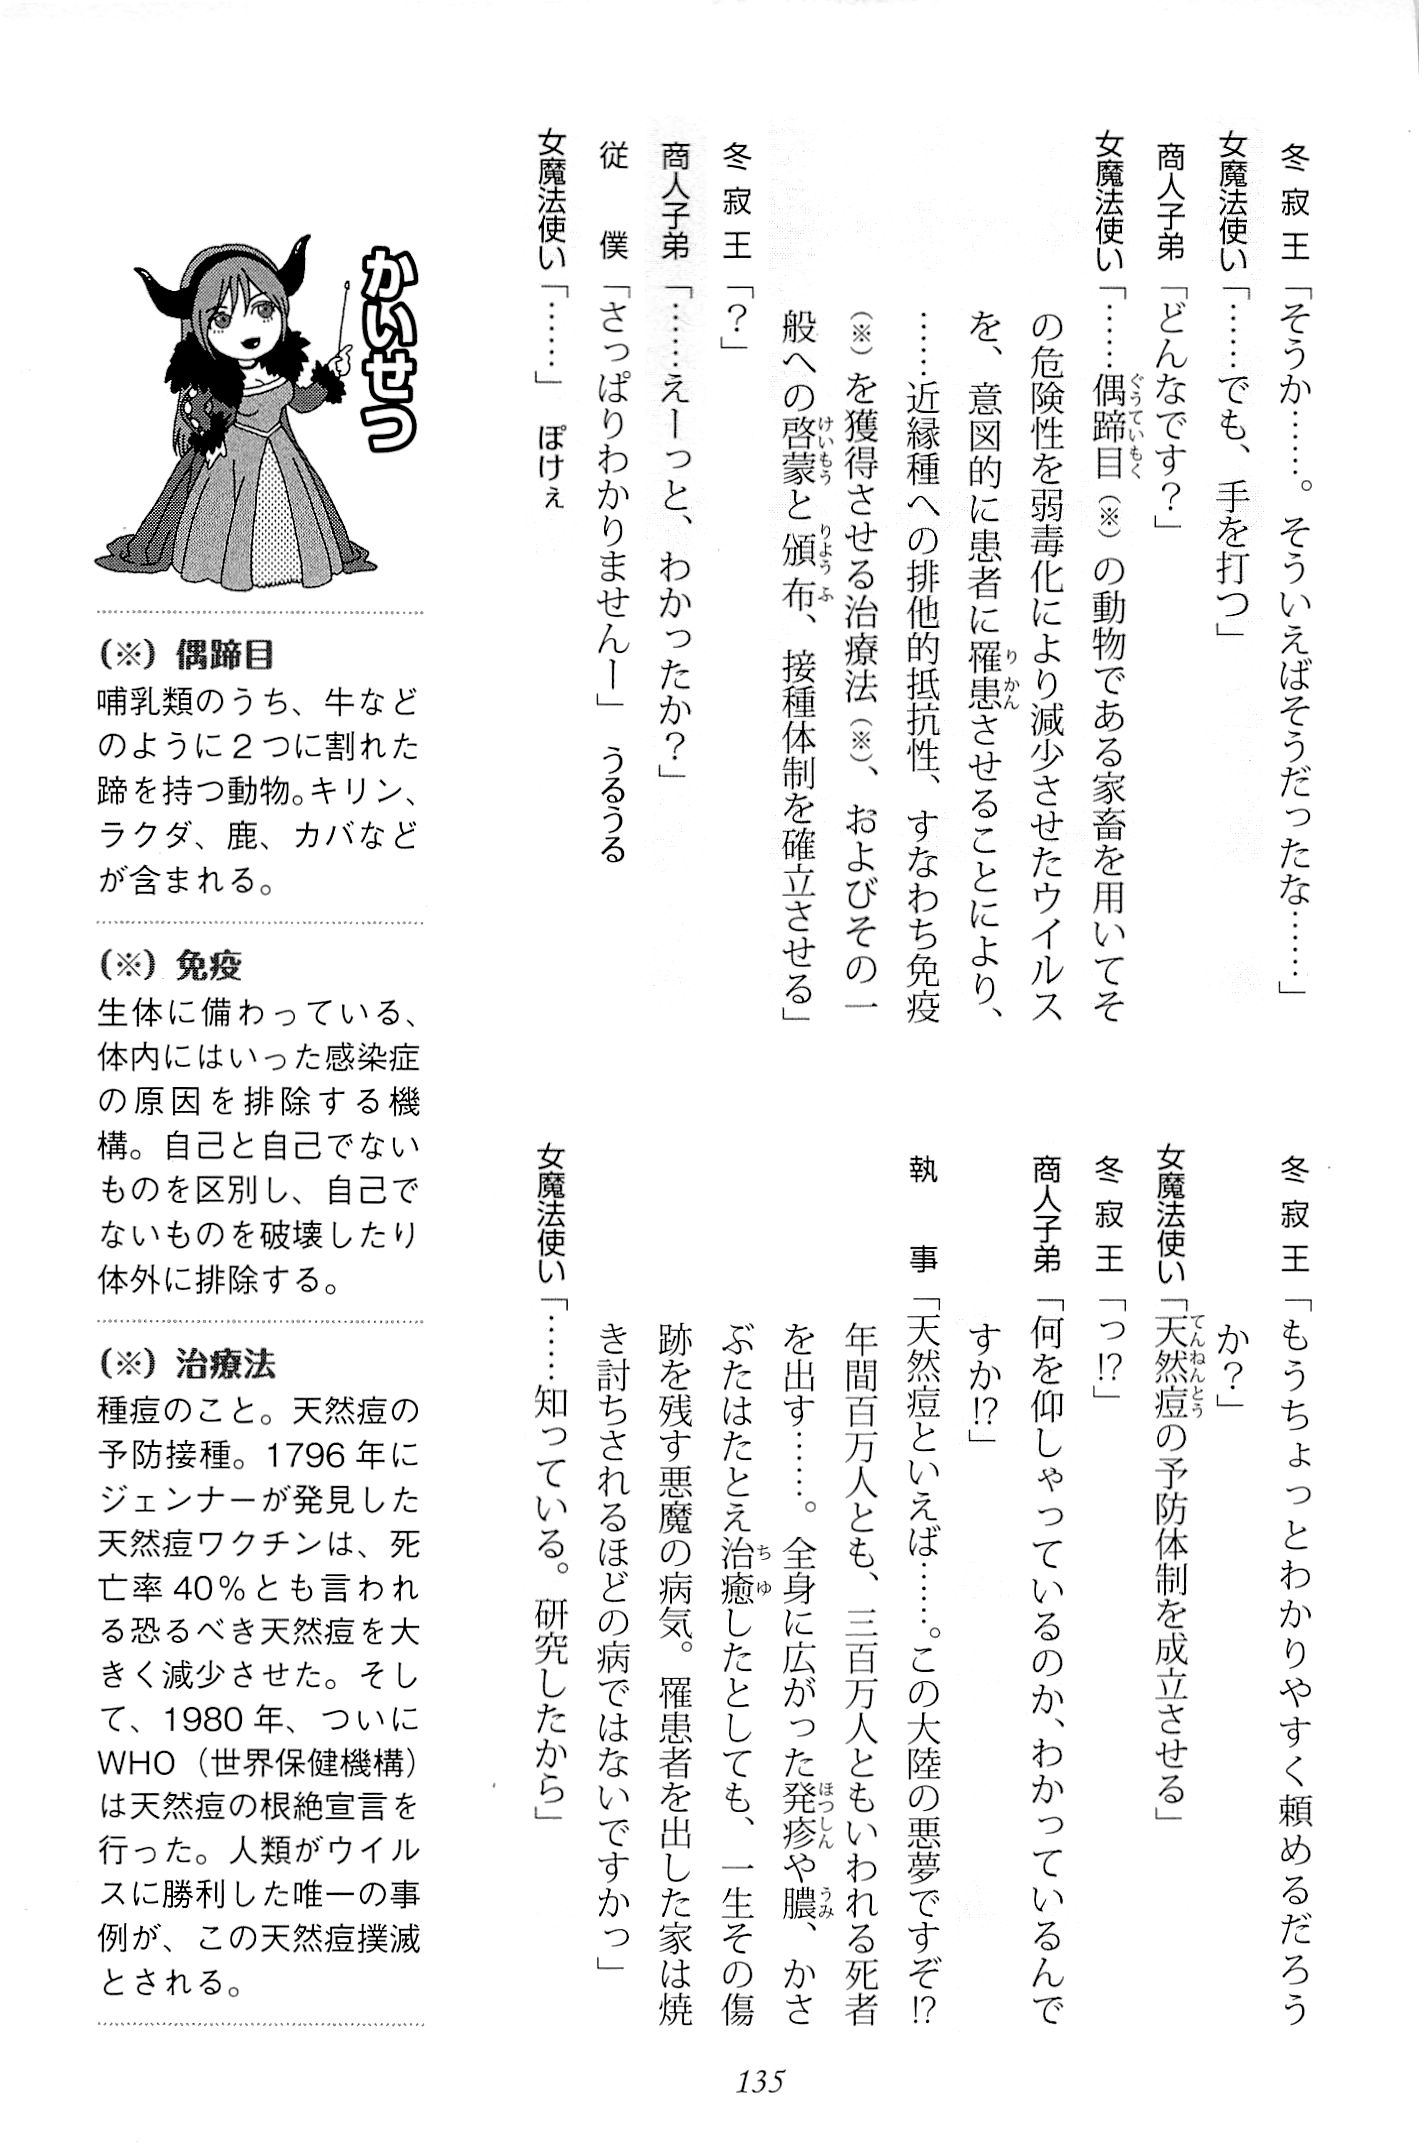 冬寂王「そうか……。そういえばそうだったな……」
女魔法使い「……でも、手を打つ」
商人子弟「どんなです？」
女魔法使い「……偶蹄目（※）の動物である家畜を用いてそ
の危険性を弱毒化により減少させたウイルス
を、意図的に患者に罹患させることにより、
……近縁種への排他的抵抗性、すなわち免疫
（※）を獲得させる治療法（※）、およびその一
般への啓蒙と頒布、接種体制を確立させる」
冬寂王「？」
商人子弟「……えーっと、わかったか？」
従僕「さっぱりわかりませんー」　うるうる
女魔法使い「……」　ぽけぇ
冬寂王「もうちょっとわかりやすく頼めるだろう
か？」
女魔法使い「天然痘の予防体制を成立させる」
冬寂王「っ!?」
商人子弟「何を仰しゃっているのか、わかっているんで
すか!?」
執事「天然痘といえば……。この大陸の悪夢ですぞ!?
年間百万人とも、三百万人ともいわれる死者
を出す……。全身に広がった発疹や膿、かさ
ぶたはたとえ治癒したとしても、一生その傷
跡を残す悪魔の病気。罹患者を出した家は焼
き討ちされるほどの病ではないですかっ」
女魔法使い「……知っている。研究したから」
かいせつ
（※）偶蹄目
哺乳類のうち、牛など
のように２つに割れた
蹄を持つ動物。キリン、
ラクダ、鹿、カバなど
が含まれる。
（※）免疫
生体に備わっている、
体内にはいった感染症
の原因を排除する機
構。自己と自己でない
ものを区別し、自己で
ないものを破壊したり
体外に排除する。
（※）治療法
種痘のこと。天然痘の
予防接種。1796 年に
ジェンナーが発見した
天然痘ワクチンは、死
亡率 40％とも言われ
る恐るべき天然痘を大
きく減少させた。そし
て、1980 年、ついに
WHO（世界保健機構）
は天然痘の根絶宣言を
行った。人類がウイル
スに勝利した唯一の事
例が、この天然痘撲滅
とされる。
135